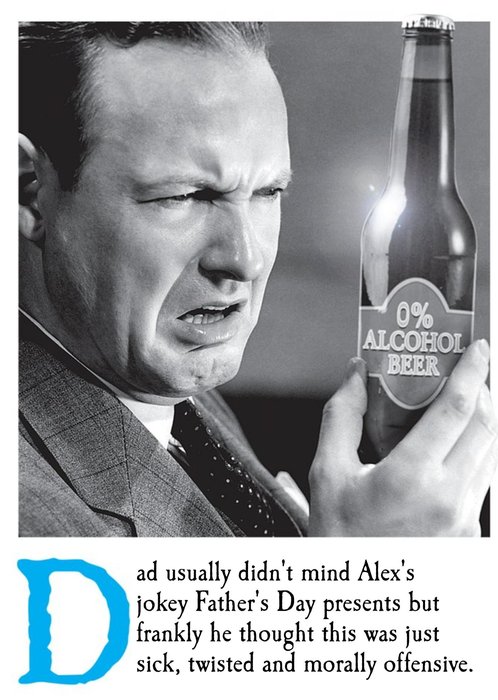 0%
ALCOHOL
BEER
Dad usually didn't mind Alex's
jokey Father's Day presents but
frankly he thought this was just
sick, twisted and morally offensive.